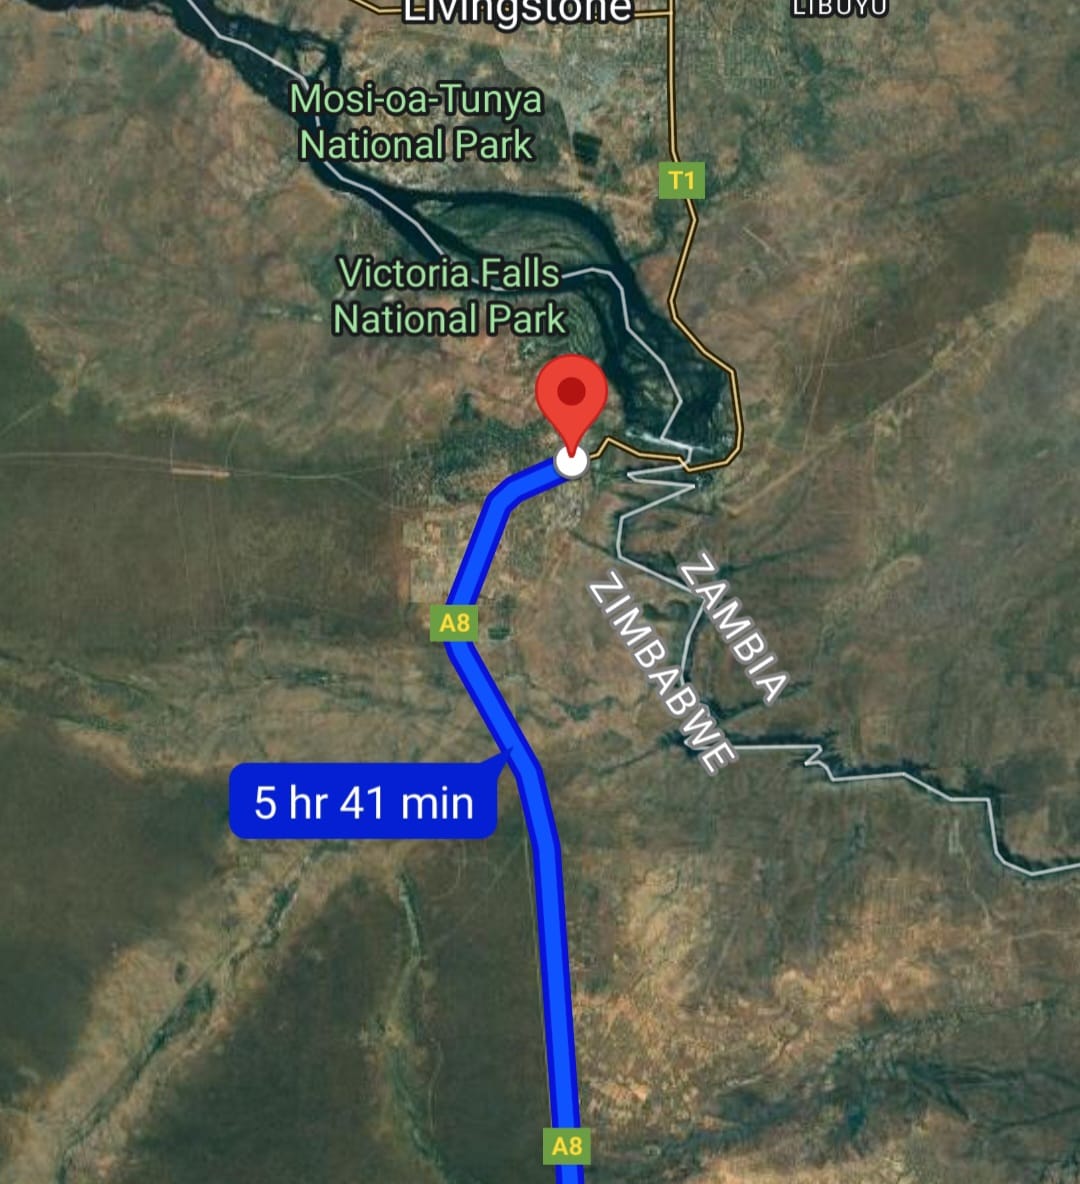 Livingstone
LIBUYU
Mosi-oa-Tunya
National Park
T1
Victoria Falls
National Park
ZAMBIA
ZIMBABWE
A8
5 hr 41 min
A8